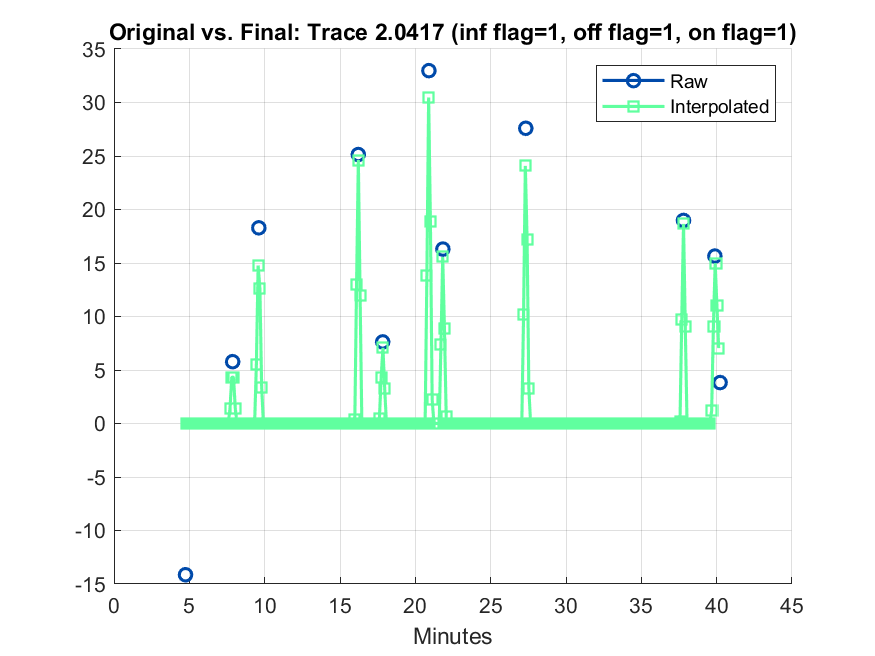 Original vs. Final: Trace 2.0417 (inf flag=1, off flag=1, on flag=1)
35
30
25
20
15
10
5
0
-5
-10
-15
Raw
Interpolated
0 5 10 15 20 25 30 35 40 45
Minutes